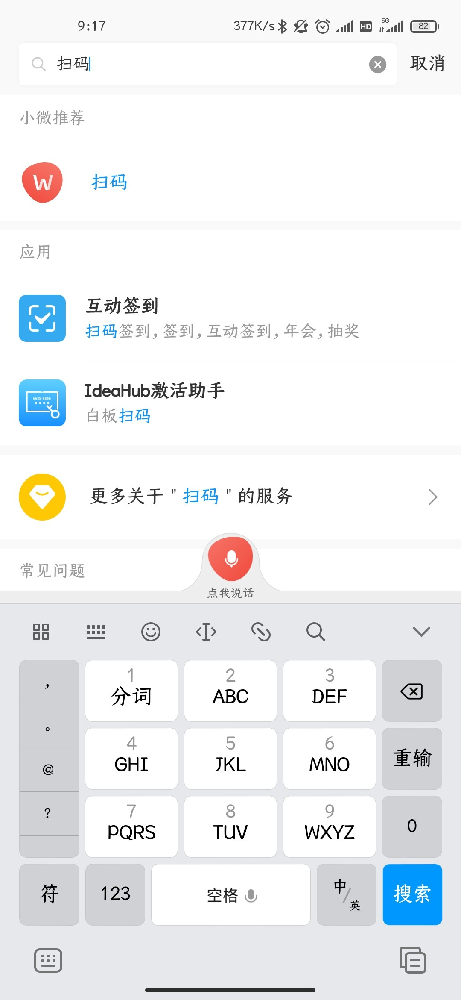 9:17
377K/s
HD
5G
82
扫码
取消
小微推荐
W
扫码
应用
互动签到
扫码签到,签到,互动签到,年会,抽奖
6688-8866
IdeaHub激活助手
白板扫码
更多关于"扫码"的服务
常见问题
点我说话
,
1
分词
2
ABC
3
DEF
。
4
GHI
5
JKL
6
MNO
重输
@
?
7
PQRS
8
TUV
9
WXYZ
0
符
123
空格
中/英
搜索